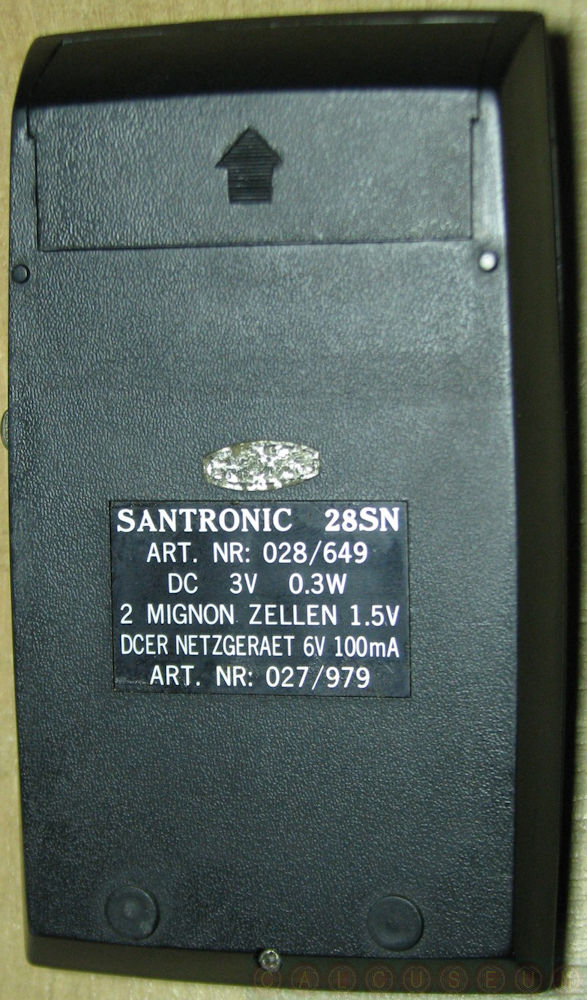 SANTRONIC 28SN
ART. NR: 028/649
DC 3V 0.3W
2 MIGNON ZELLEN 1.5V
DCER NETZGERAET 6V 100mA
ART. NR: 027/979
CALCUSEUM